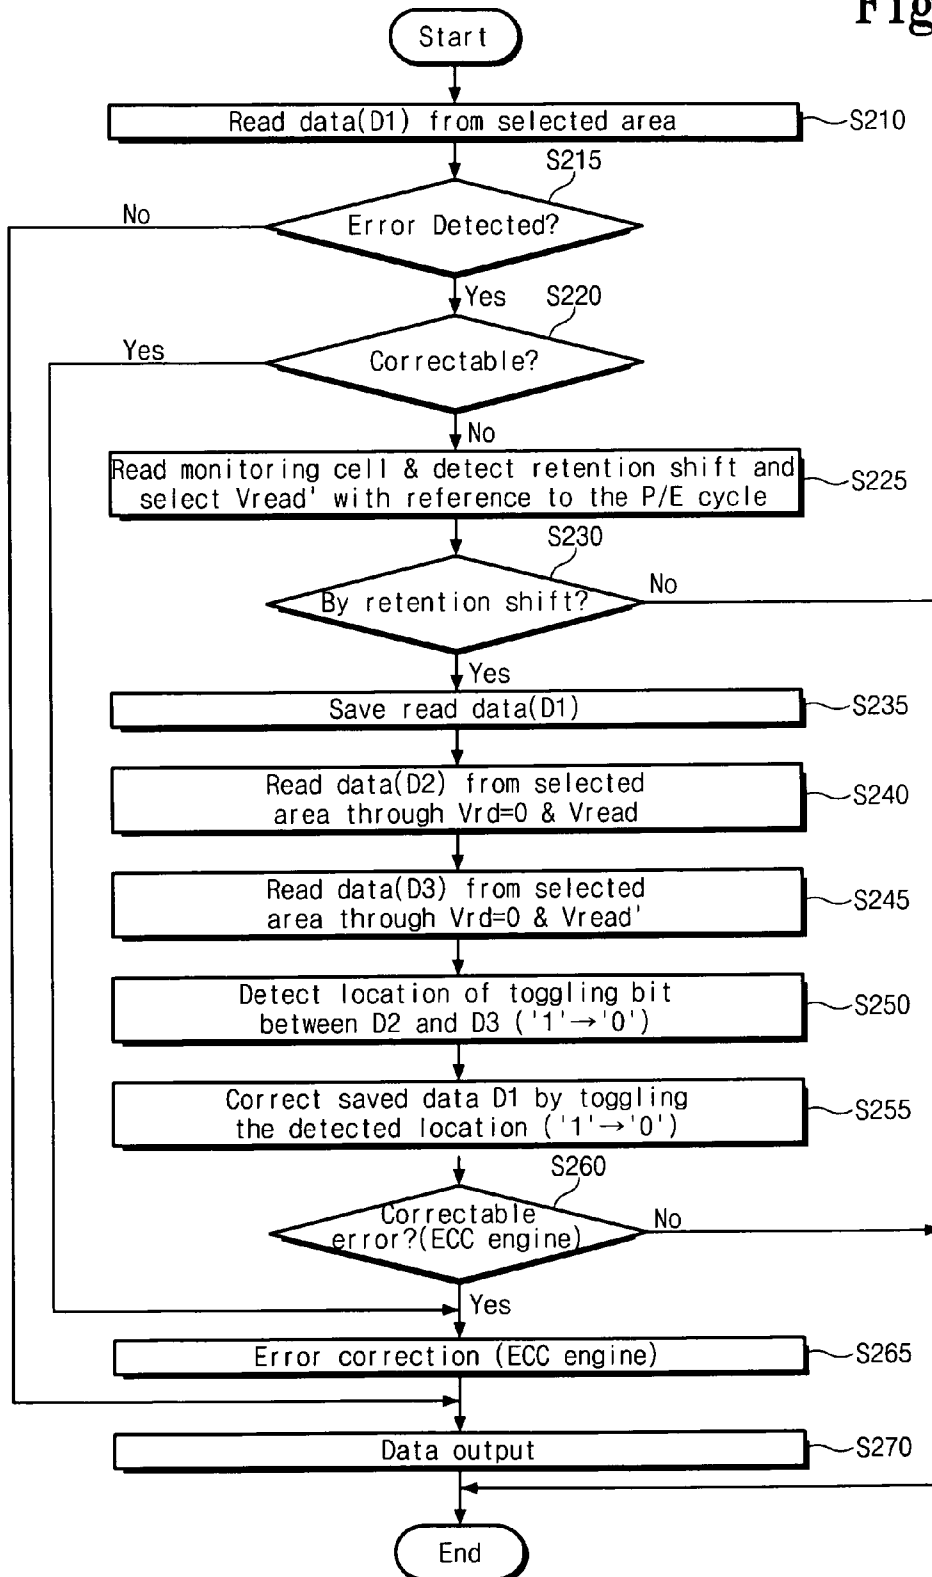 Fig
Start
Read data(D1) from selected area
S210
S215
Error Detected?
No
Yes
S220
Correctable?
Yes
No
Read monitoring cell & detect retention shift and
select Vread' with reference to the P/E cycle
S225
S230
By retention shift?
No
Yes
Save read data(D1)
S235
Read data(D2) from selected
area through Vrd=0 & Vread
S240
Read data(D3) from selected
area through Vrd=0 & Vread'
S245
Detect location of toggling bit
between D2 and D3 ('1'→'0')
S250
Correct saved data D1 by toggling
the detected location ('1'→'0')
S255
S260
Correctable
error?(ECC engine)
No
Yes
Error correction (ECC engine)
S265
Data output
S270
End